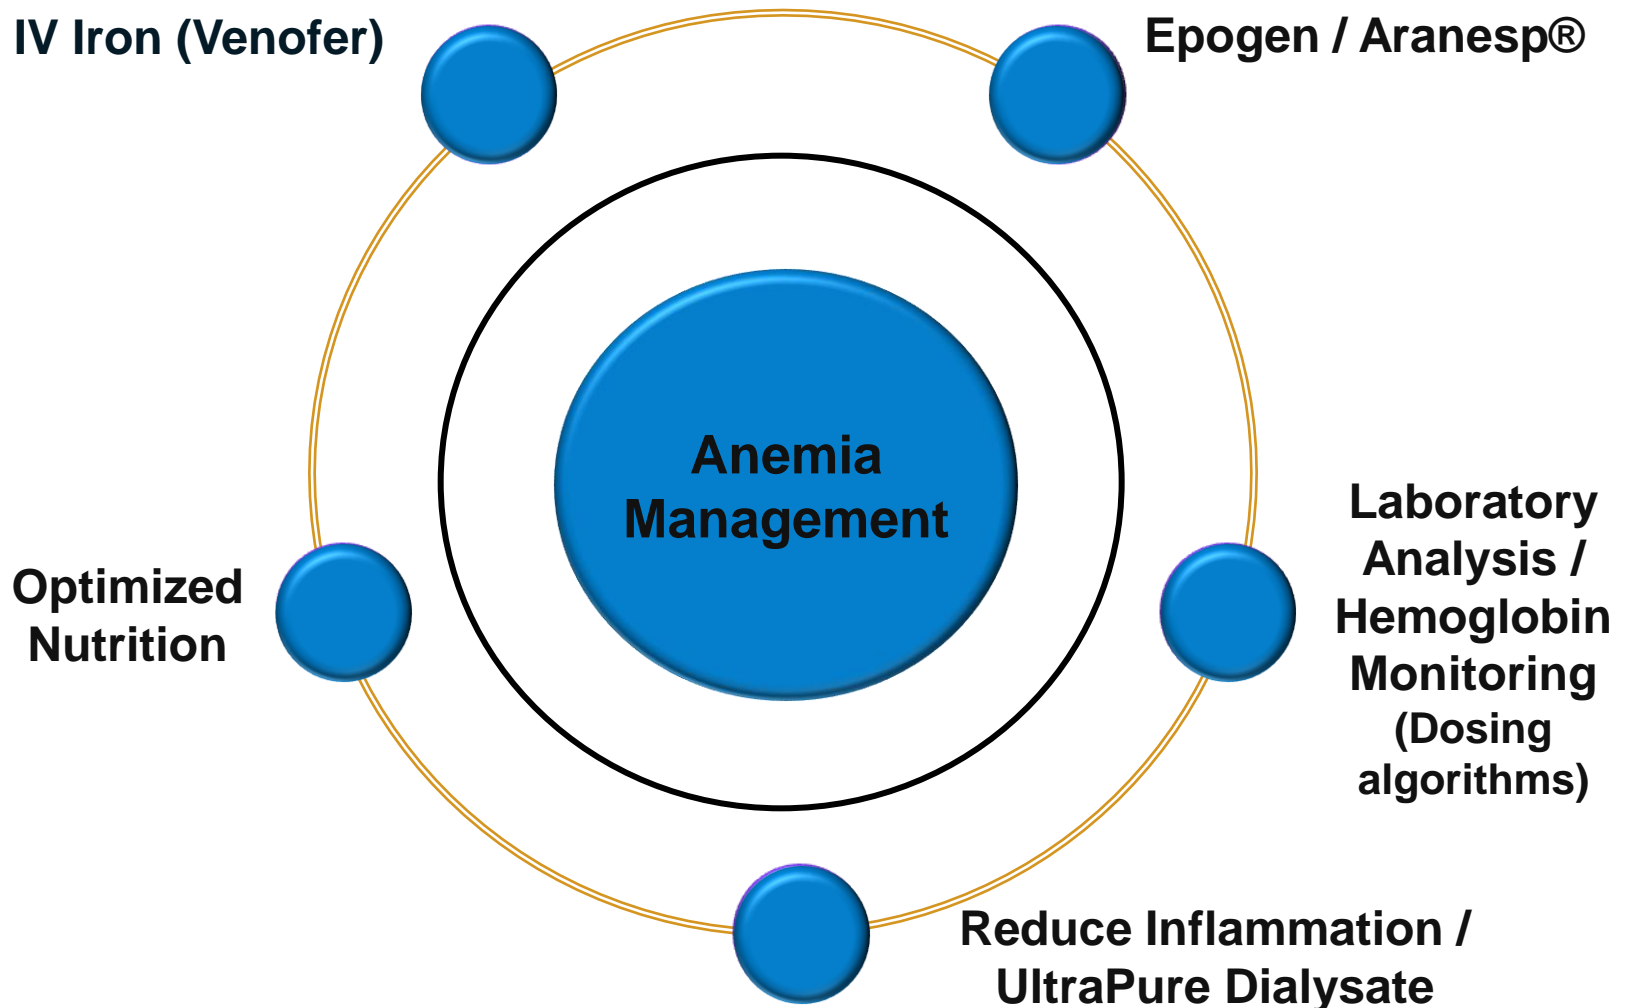 IV Iron (Venofer)
Epogen / Aranesp®
Anemia
Management
Optimized
Nutrition
Laboratory
Analysis /
Hemoglobin
Monitoring
(Dosing
algorithms)
Reduce Inflammation /
UltraPure Dialysate